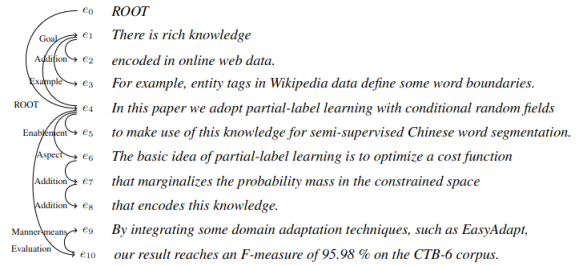 e0 ROOT
Goal e1 There is rich knowledge
Addition e2 encoded in online web data.
Example e3 For example, entity tags in Wikipedia data define some word boundaries.
ROOT e4 In this paper we adopt partial-label learning with conditional random fields
Enablement e5 to make use of this knowledge for semi-supervised Chinese word segmentation.
Aspect e6 The basic idea of partial-label learning is to optimize a cost function
Addition e7 that marginalizes the probability mass in the constrained space
Addition e8 that encodes this knowledge.
Manner-means e9 By integrating some domain adaptation techniques, such as EasyAdapt,
Evaluation e10 our result reaches an F-measure of 95.98 % on the CTB-6 corpus.